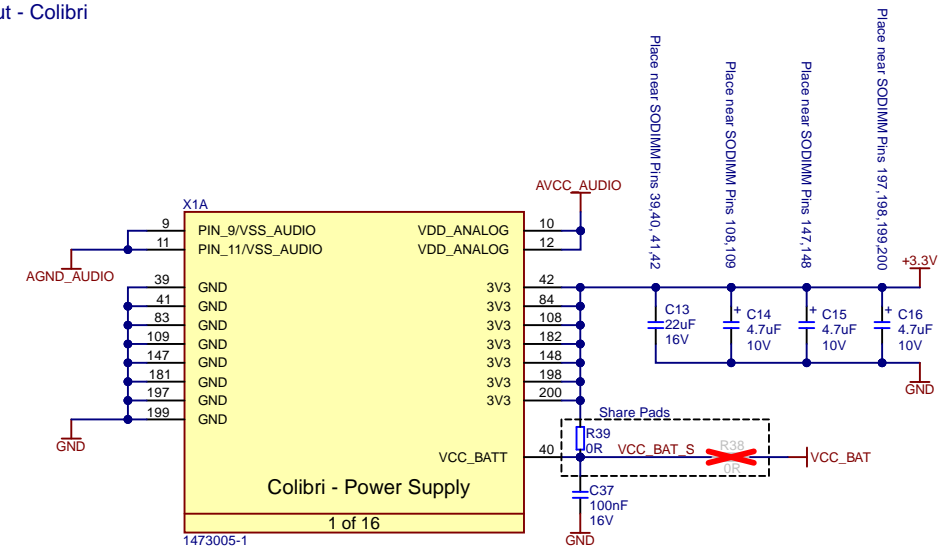 ut - Colibri
Place near SODIMM Pins 39,40, 41,42
Place near SODIMM Pins 108,109
Place near SODIMM Pins 147,148
Place near SODIMM Pins 197,198,199,200
AVCC_AUDIO
X1A
9 PIN_9/VSS_AUDIO VDD_ANALOG 10
11 PIN_11/VSS_AUDIO VDD_ANALOG 12
AGND_AUDIO
+3.3V
39 GND 3V3 42
41 GND 3V3 84
83 GND 3V3 108
109 GND 3V3 182
147 GND 3V3 148
181 GND 3V3 198
197 GND 3V3 200
199 GND
GND
C13
22uF
16V
+ C14
4.7uF
10V
+ C15
4.7uF
10V
+ C16
4.7uF
10V
GND
Share Pads
R39
0R
VCC_BATT 40
VCC_BAT_S
R38
0R
VCC_BAT
C37
100nF
16V
GND
Colibri - Power Supply
1 of 16
1473005-1